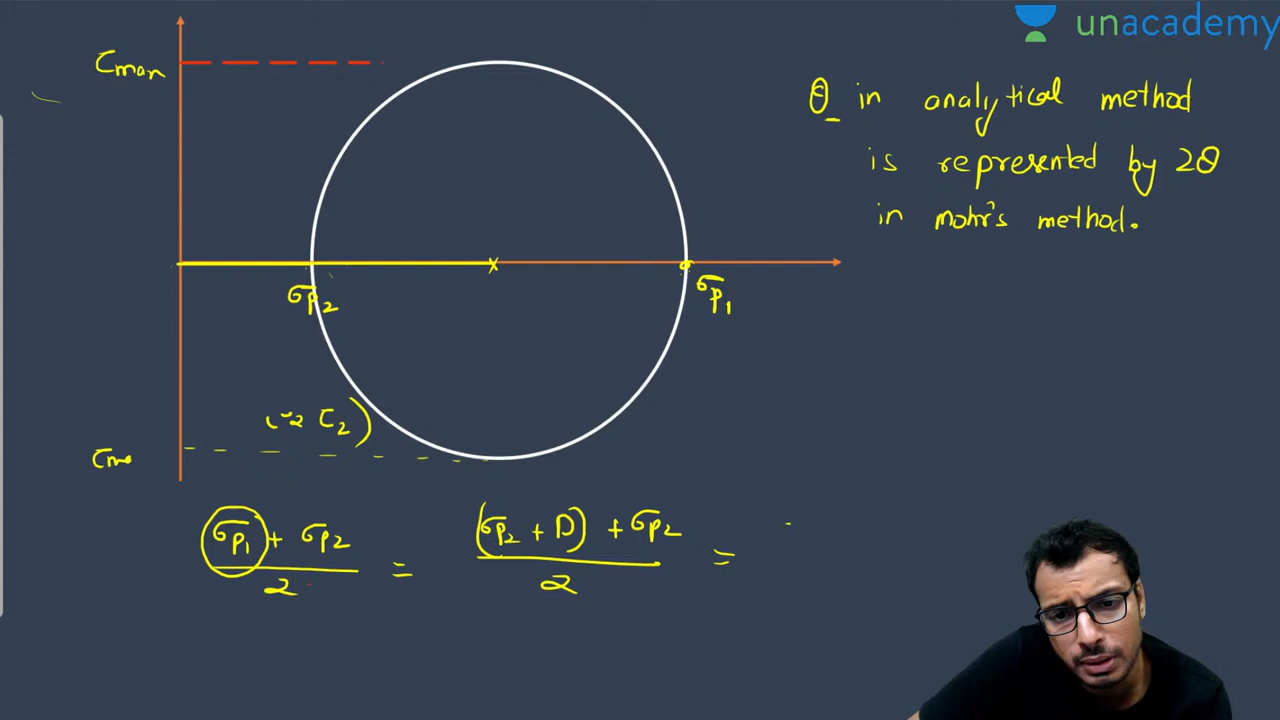 unacademy
τmax
θ in analytical method
is represented by 2θ
in mohr's method.
σp2
σp1
τ2)
(σp1 + σp2)/2 = ((σp2 + D) + σp2)/2 =